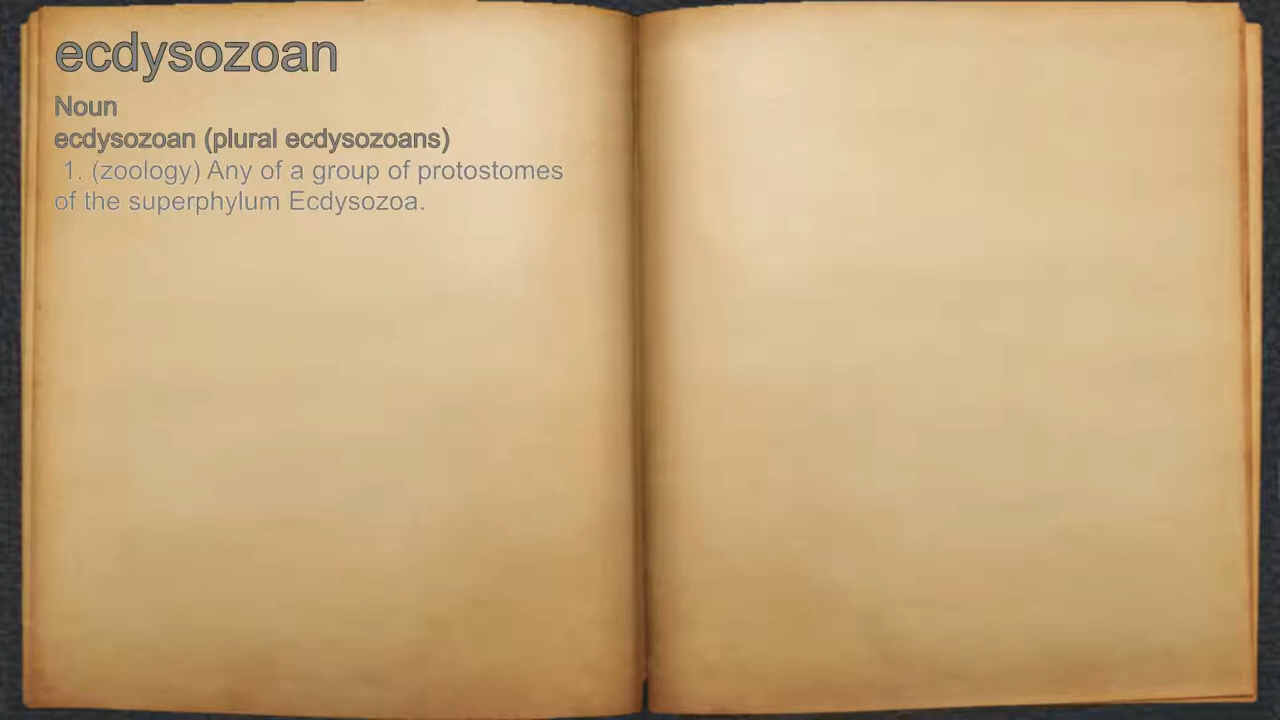 ecdysozoan
Noun
ecdysozoan (plural ecdysozoans)
1. (zoology) Any of a group of protostomes
of the superphylum Ecdysozoa.